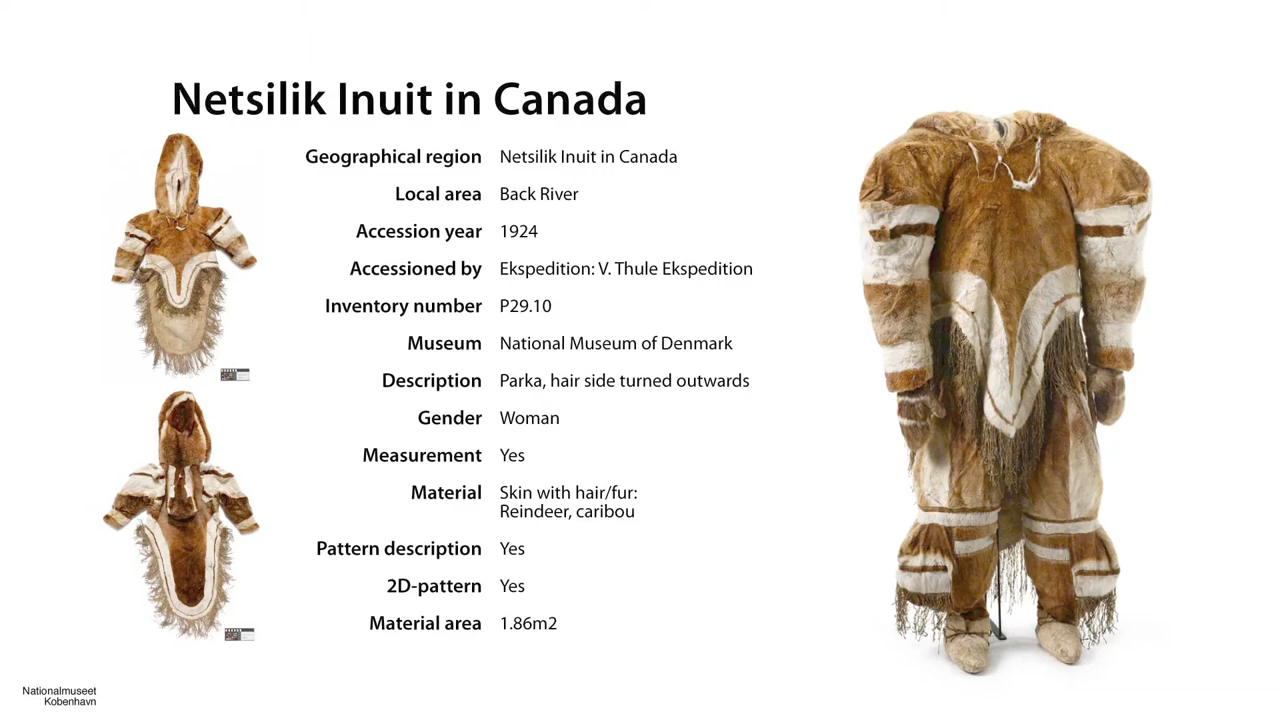 Netsilik Inuit in Canada
Geographical region Netsilik Inuit in Canada
Local area Back River
Accession year 1924
Accessioned by Ekspedition: V. Thule Ekspedition
Inventory number P29.10
Museum National Museum of Denmark
Description Parka, hair side turned outwards
Gender Woman
Measurement Yes
Material Skin with hair/fur:
Reindeer, caribou
Pattern description Yes
2D-pattern Yes
Material area 1.86m2
Nationalmuseet
Kobenhavn